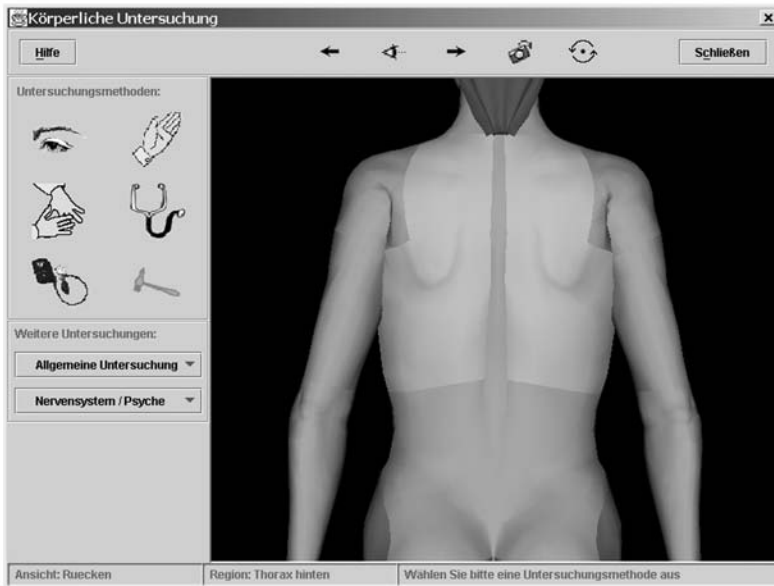 Körperliche Untersuchung
Hilfe
Schließen
Untersuchungsmethoden:
Weitere Untersuchungen:
Allgemeine Untersuchung
Nervensystem / Psyche
Ansicht: Ruecken
Region: Thorax hinten
Wählen Sie bitte eine Untersuchungsmethode aus